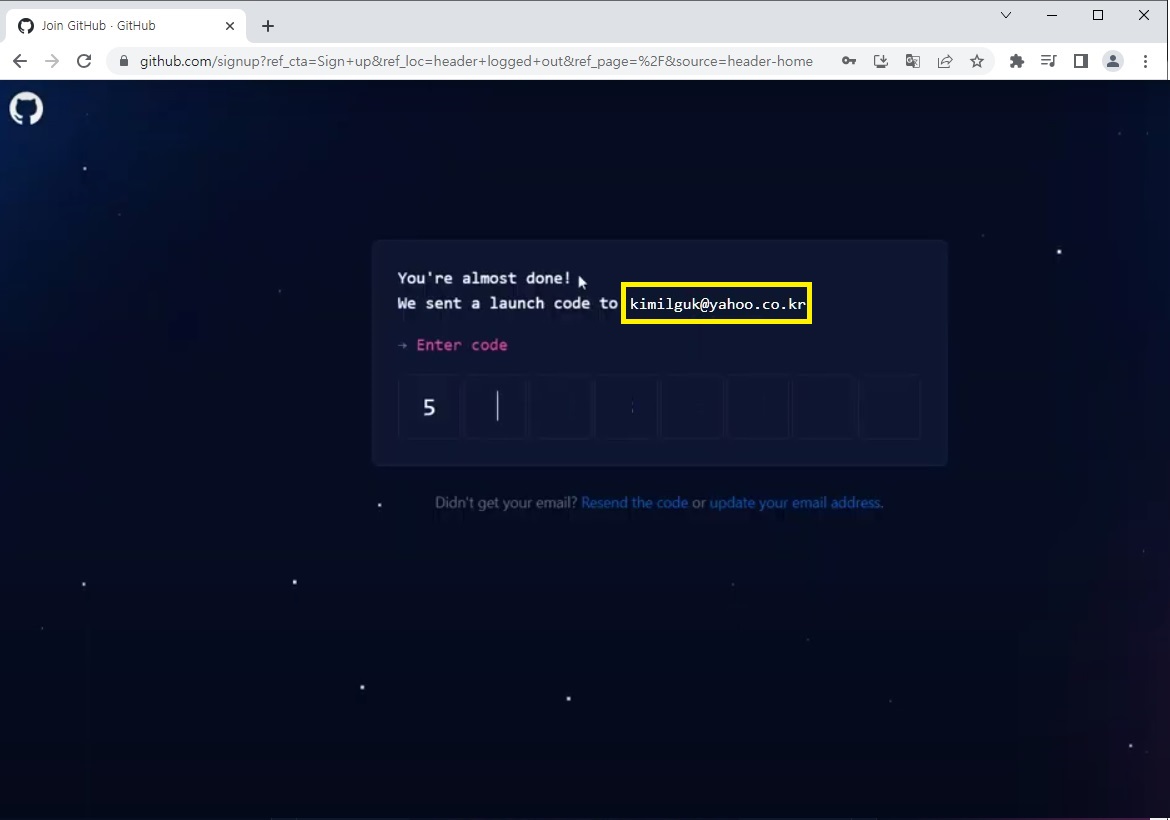 Join GitHub · GitHub
github.com/signup?ref_cta=Sign+up&ref_loc=header+logged+out&ref_page=%2F&source=header-home
You're almost done!
We sent a launch code to kimilguk@yahoo.co.kr
→ Enter code
5
Didn't get your email? Resend the code or update your email address.